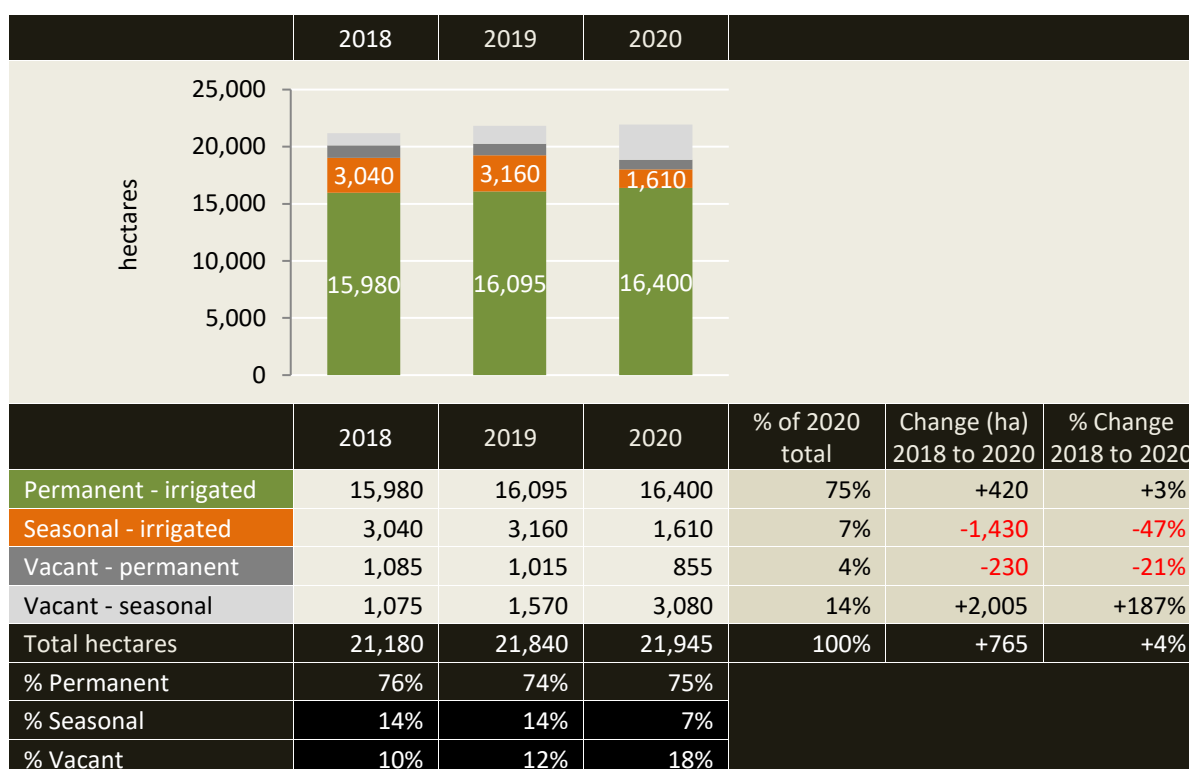 2018 2019 2020
25,000
20,000
15,000
10,000
5,000
0
hectares
3,040 3,160 1,610
15,980 16,095 16,400
2018 2019 2020 % of 2020 total Change (ha) 2018 to 2020 % Change 2018 to 2020
Permanent - irrigated 15,980 16,095 16,400 75% +420 +3%
Seasonal - irrigated 3,040 3,160 1,610 7% -1,430 -47%
Vacant - permanent 1,085 1,015 855 4% -230 -21%
Vacant - seasonal 1,075 1,570 3,080 14% +2,005 +187%
Total hectares 21,180 21,840 21,945 100% +765 +4%
% Permanent 76% 74% 75%
% Seasonal 14% 14% 7%
% Vacant 10% 12% 18%